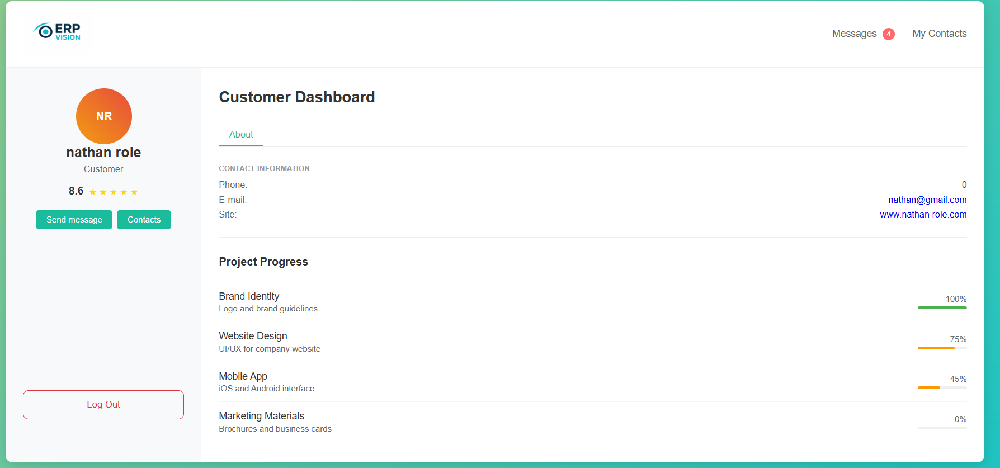 ERP
VISION
Messages 4 My Contacts
NR
nathan role
Customer
8.6
Send message Contacts
Log Out
Customer Dashboard
About
CONTACT INFORMATION
Phone: 0
E-mail: nathan@gmail.com
Site: www.nathan role.com
Project Progress
Brand Identity
Logo and brand guidelines
100%
Website Design
UI/UX for company website
75%
Mobile App
iOS and Android interface
45%
Marketing Materials
Brochures and business cards
0%